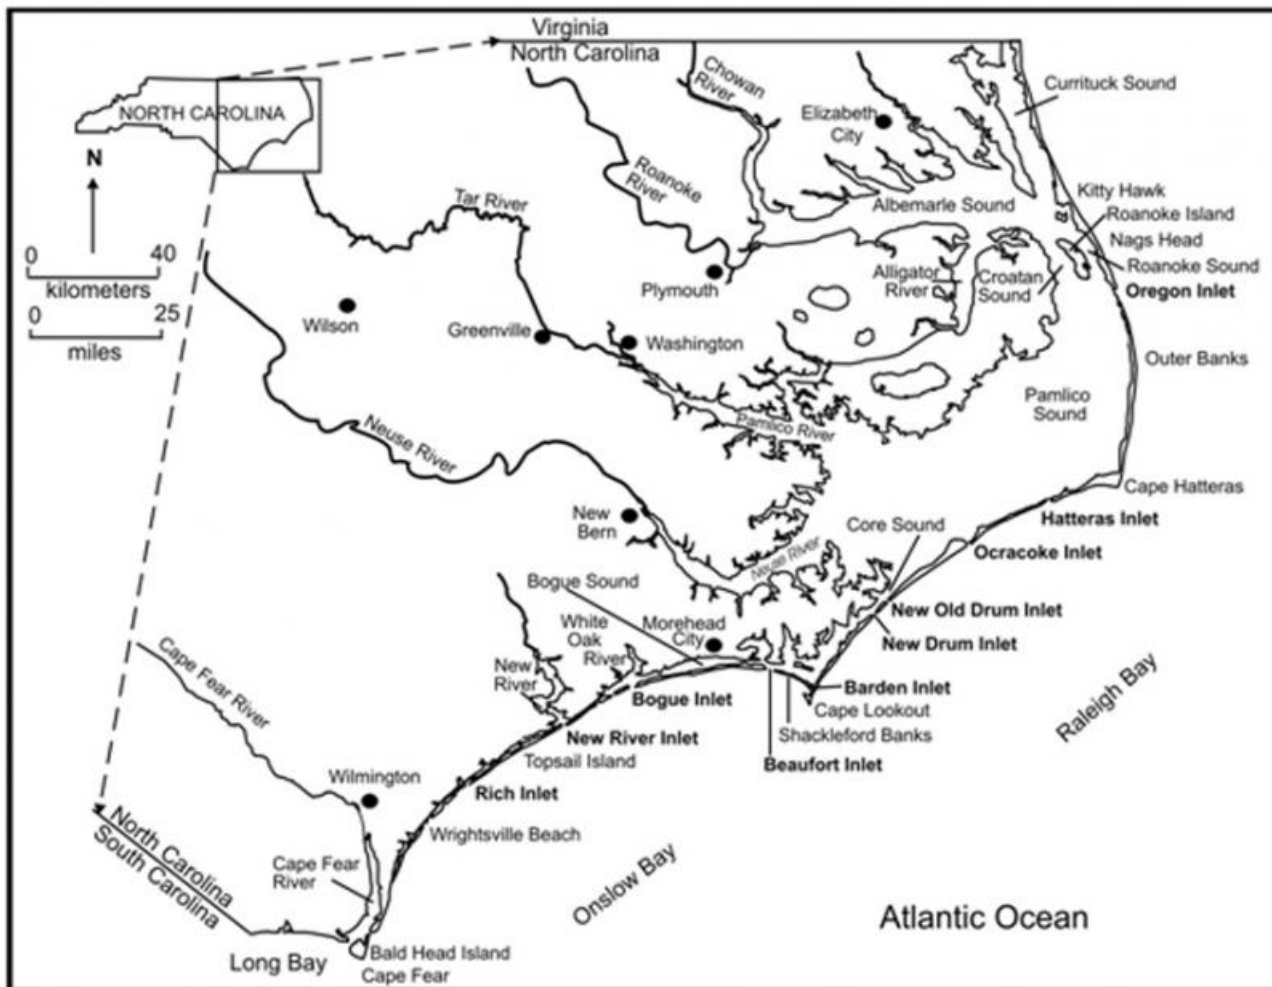 Virginia
North Carolina
NORTH CAROLINA
N
0 40
kilometers
0 25
miles
Chowan
River
Currituck Sound
Elizabeth
City
Roanoke
River
Tar River
Kitty Hawk
Albemarle Sound
Roanoke Island
Nags Head
Roanoke Sound
Alligator
River
Croatan
Sound
Plymouth
Oregon Inlet
Wilson
Greenville
Washington
Outer Banks
Pamlico
Sound
Pamlico River
Neuse River
Cape Hatteras
New
Bern
Core Sound
Hatteras Inlet
Ocracoke Inlet
Neuse River
Bogue Sound
New Old Drum Inlet
White
Oak
River
Morehead
City
New Drum Inlet
New
River
Cape Fear River
Bogue Inlet
Barden Inlet
Cape Lookout
Raleigh Bay
New River Inlet
Shackleford Banks
Topsail Island
Beaufort Inlet
Wilmington
Rich Inlet
Wrightsville Beach
North Carolina
South Carolina
Cape Fear
River
Onslow Bay
Atlantic Ocean
Long Bay
Bald Head Island
Cape Fear